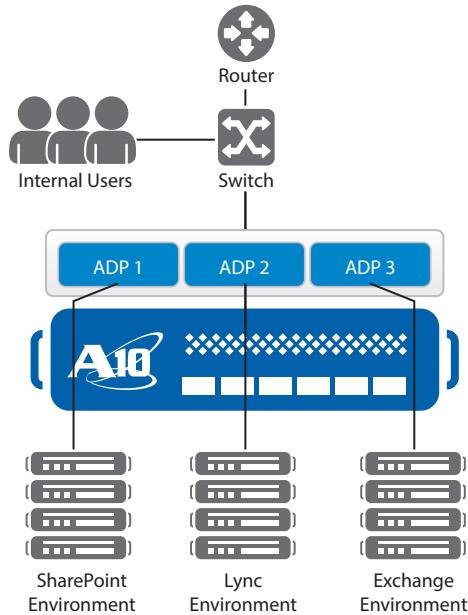 Router
Internal Users
Switch
ADP 1
ADP 2
ADP 3
A10
SharePoint
Environment
Lync
Environment
Exchange
Environment